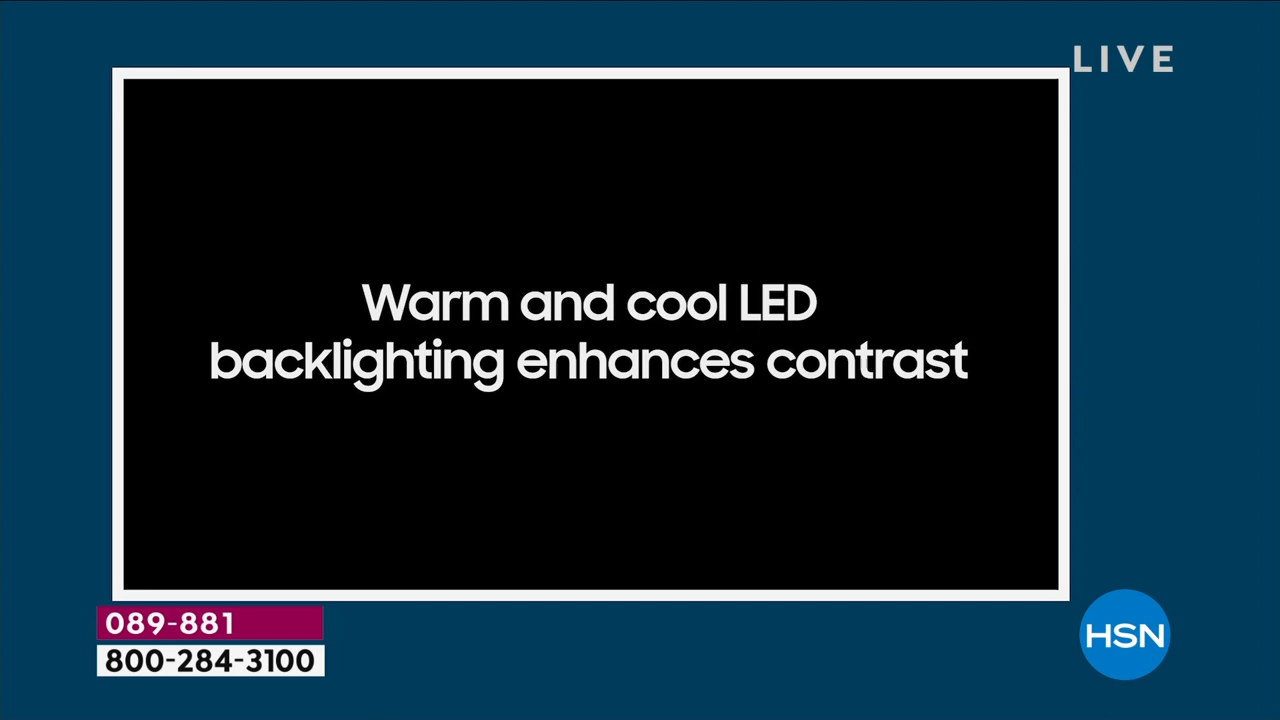 LIVE
Warm and cool LED
backlighting enhances contrast
089-881
800-284-3100
HSN